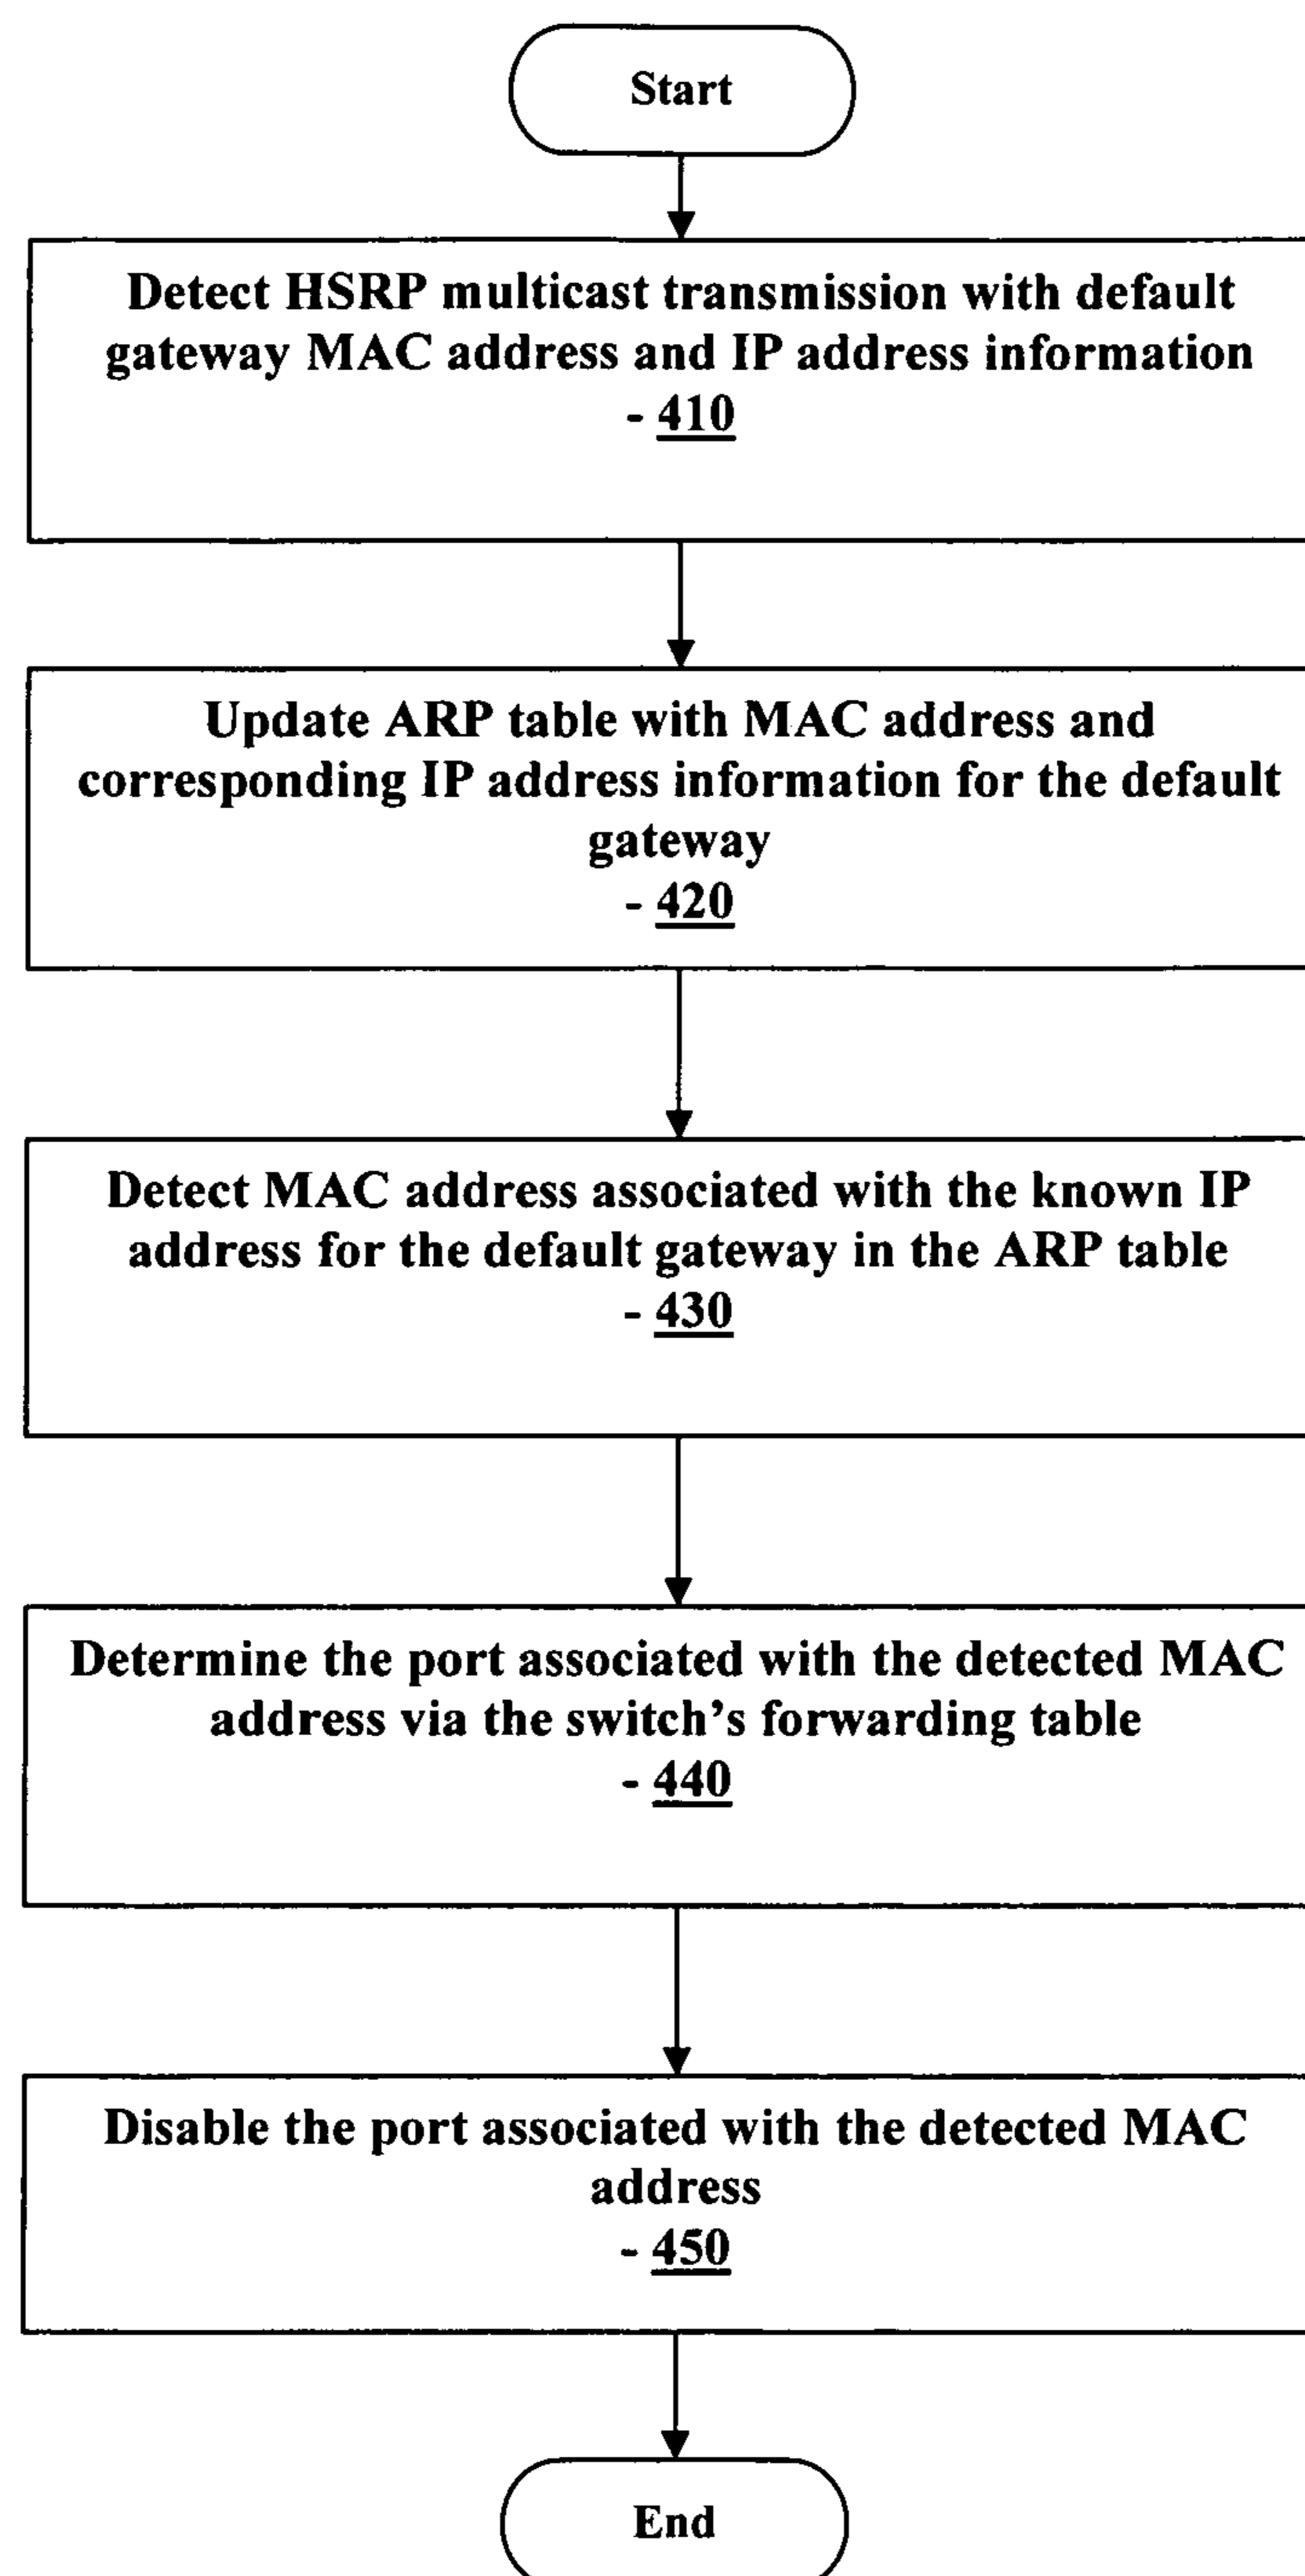 Start
Detect HSRP multicast transmission with default
gateway MAC address and IP address information
- 410
Update ARP table with MAC address and
corresponding IP address information for the default
gateway
- 420
Detect MAC address associated with the known IP
address for the default gateway in the ARP table
- 430
Determine the port associated with the detected MAC
address via the switch’s forwarding table
- 440
Disable the port associated with the detected MAC
address
- 450
End